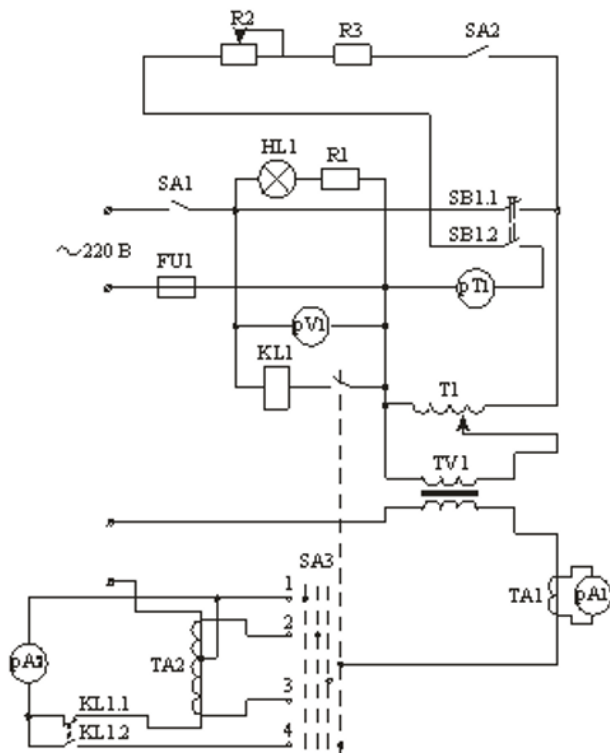 R2
R3
SA2
HL1
R1
SA1
SB1.1
SB1.2
~220 В
FU1
pT1
pV1
KL1
T1
TV1
SA3
1
2
TA1
pA1
pA2
TA2
3
KL1.1
KL1.2
4